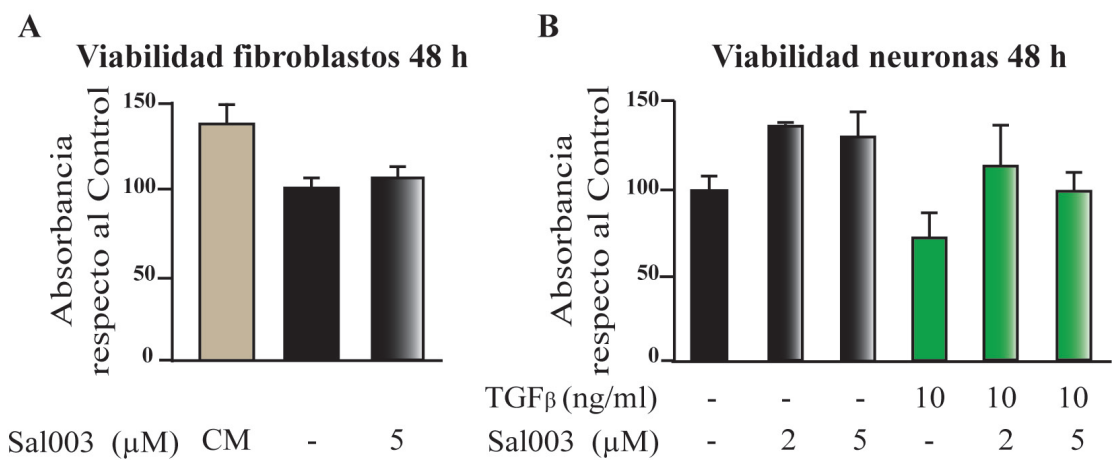 A
Viabilidad fibroblastos 48 h
Absorbancia
respecto al Control
150
100
50
0
Sal003 (μM) CM - 5
B
Viabilidad neuronas 48 h
Absorbancia
respecto al Control
150
100
50
0
TGFβ (ng/ml) - - - 10 10 10
Sal003 (μM) - 2 5 - 2 5